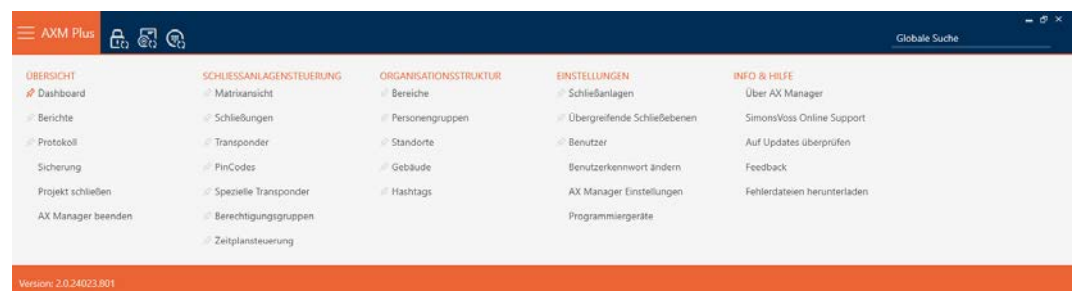 AXM Plus
Globale Suche
ÜBERSICHT
Dashboard
Berichte
Protokoll
Sicherung
Projekt schließen
AX Manager beenden
SCHLIESSANLAGENSTEUERUNG
Matrixansicht
Schließungen
Transponder
PinCodes
Spezielle Transponder
Berechtigungsgruppen
Zeitplansteuerung
ORGANISATIONSSTRUKTUR
Bereiche
Personengruppen
Standorte
Gebäude
Hashtags
EINSTELLUNGEN
Schließanlagen
Übergreifende Schließebenen
Benutzer
Benutzerkennwort ändern
AX Manager Einstellungen
Programmiergeräte
INFO & HILFE
Über AX Manager
SimonsVoss Online Support
Auf Updates überprüfen
Feedback
Fehlerdateien herunterladen
Version: 2.0.24023.801